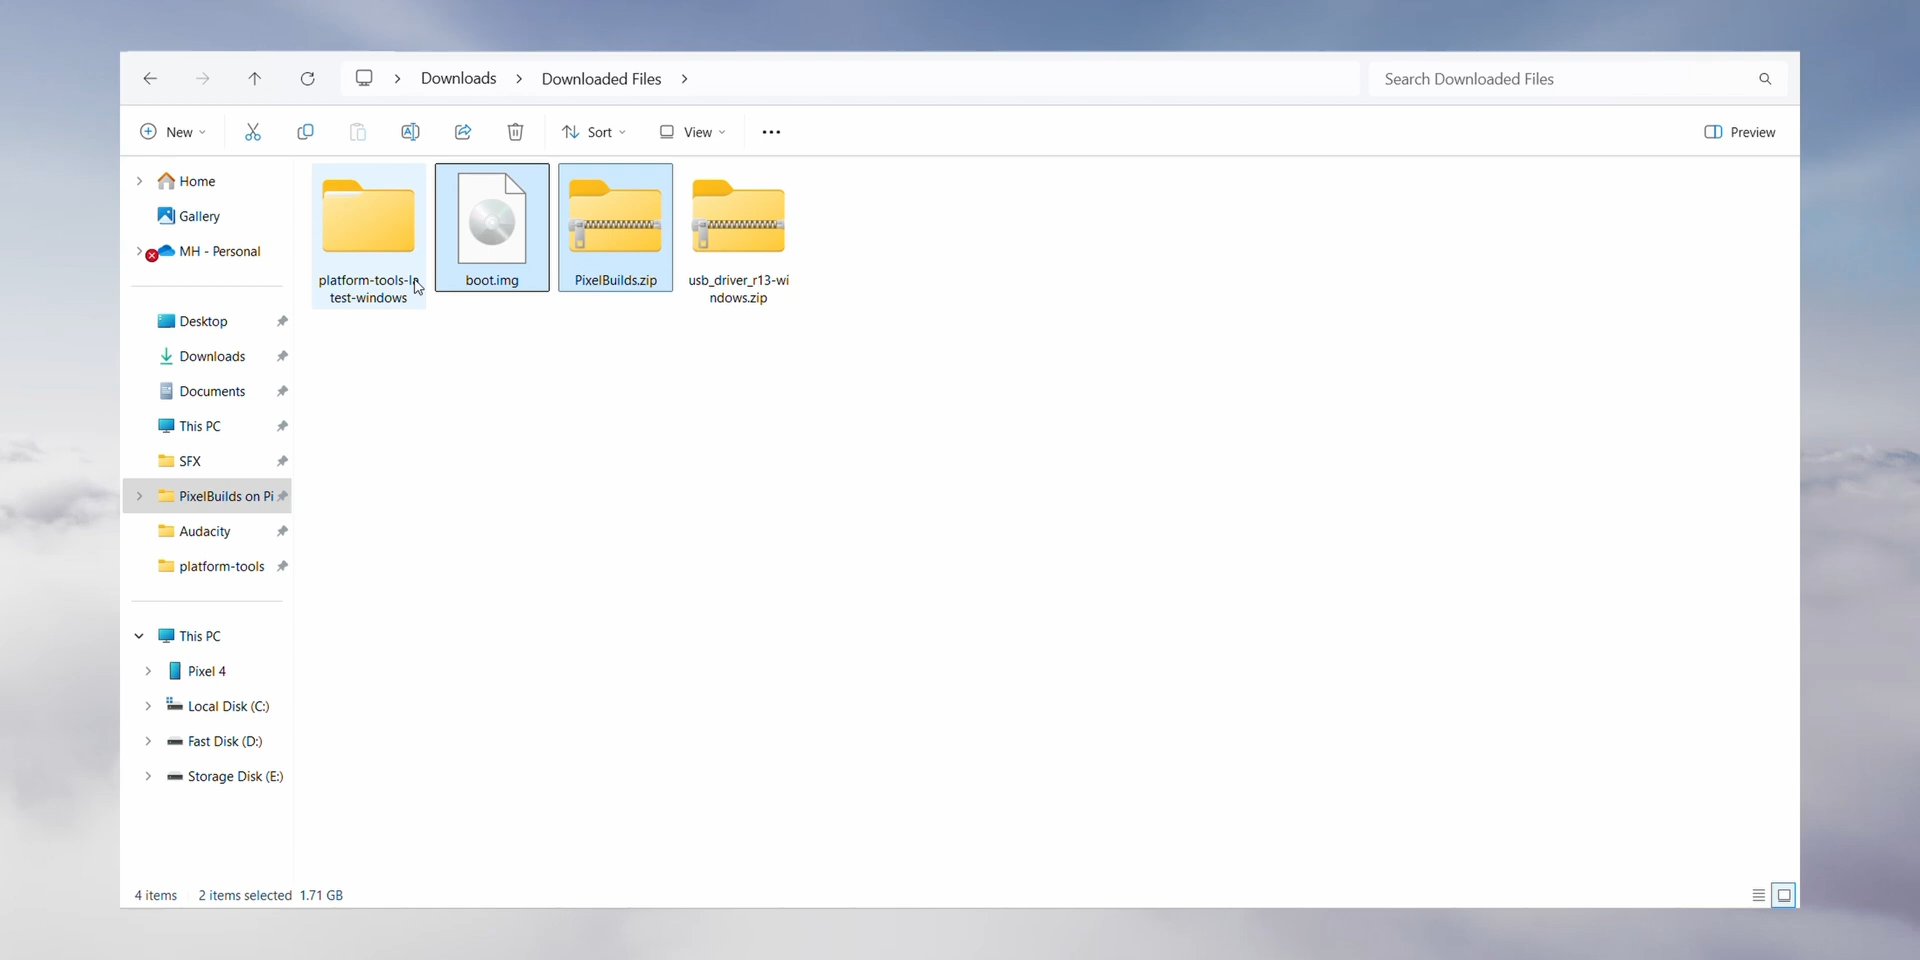 Downloads
Downloaded Files
Search Downloaded Files
New
Sort
View
Preview
Home
Gallery
MH - Personal
Desktop
Downloads
Documents
This PC
SFX
PixelBuilds on Pi
Audacity
platform-tools
This PC
Pixel 4
Local Disk (C:)
Fast Disk (D:)
Storage Disk (E:)
platform-tools-la
test-windows
boot.img
PixelBuilds.zip
usb_driver_r13-wi
ndows.zip
4 items
2 items selected 1.71 GB